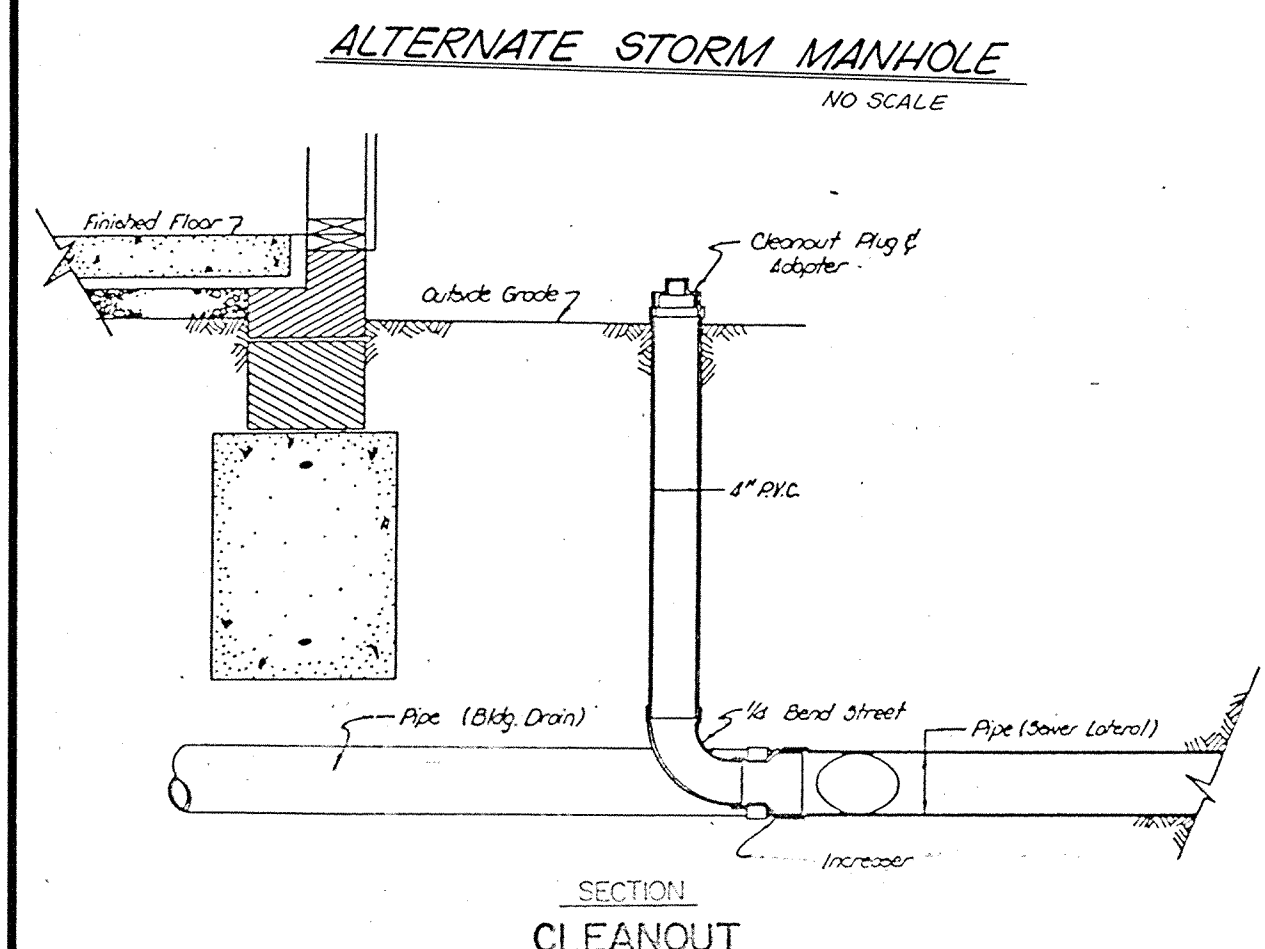 ALTERNATE STORM MANHOLE
NO SCALE
Finished Floor
Cleanout Plug &
Adapter
Outside Grade
4" P.V.C.
Pipe (Bldg. Drain)
1/4 Bend Street
Pipe (Sewer Lateral)
Increaser
SECTION
CLEANOUT